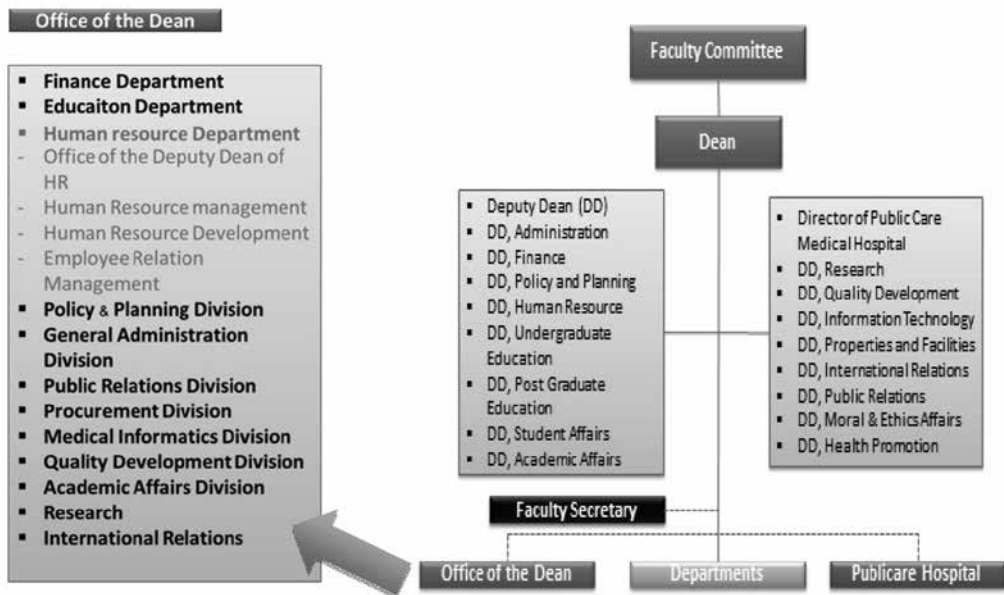 Office of the Dean
▪ Finance Department
▪ Educaiton Department
▪ Human resource Department
- Office of the Deputy Dean of
HR
- Human Resource management
- Human Resource Development
- Employee Relation
Management
▪ Policy & Planning Division
▪ General Administration
Division
▪ Public Relations Division
▪ Procurement Division
▪ Medical Informatics Division
▪ Quality Development Division
▪ Academic Affairs Division
▪ Research
▪ International Relations
Faculty Committee
Dean
▪ Deputy Dean (DD)
▪ DD, Administration
▪ DD, Finance
▪ DD, Policy and Planning
▪ DD, Human Resource
▪ DD, Undergraduate
Education
▪ DD, Post Graduate
Education
▪ DD, Student Affairs
▪ DD, Academic Affairs
▪ Director of Public Care
Medical Hospital
▪ DD, Research
▪ DD, Quality Development
▪ DD, Information Technology
▪ DD, Properties and Facilities
▪ DD, International Relations
▪ DD, Public Relations
▪ DD, Moral & Ethics Affairs
▪ DD, Health Promotion
Faculty Secretary
Office of the Dean
Departments
Publicare Hospital